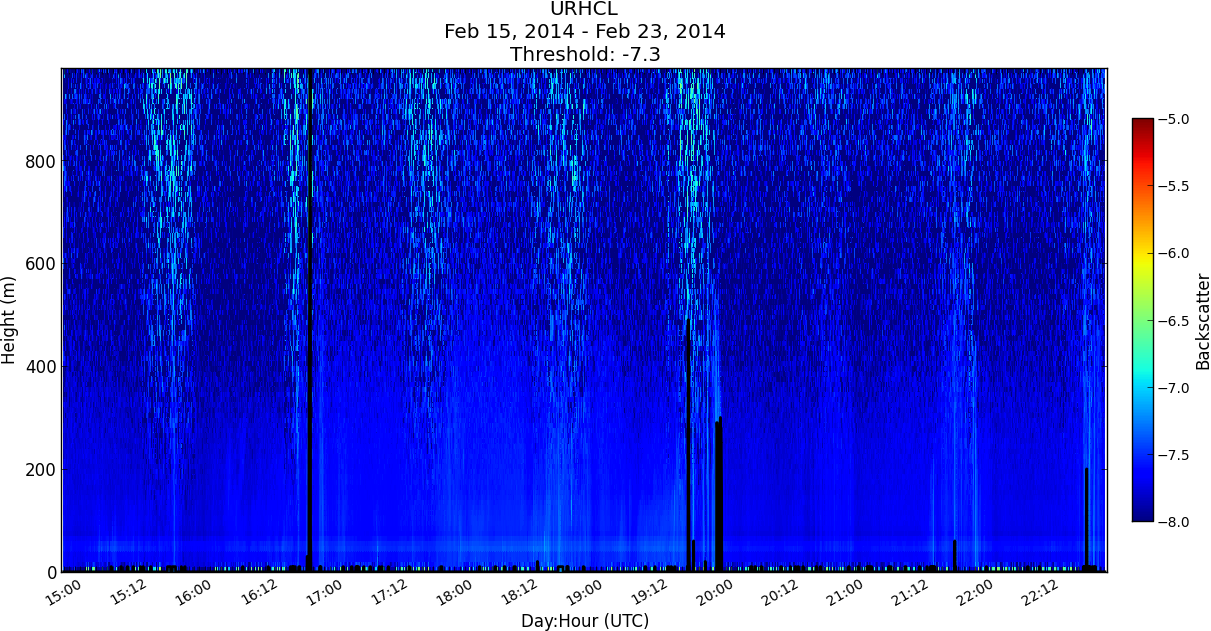 URHCL
Feb 15, 2014 - Feb 23, 2014
Threshold: -7.3
800
600
400
200
0
Height (m)
15:00 15:12 16:00 16:12 17:00 17:12 18:00 18:12 19:00 19:12 20:00 20:12 21:00 21:12 22:00 22:12
Day:Hour (UTC)
−5.0
−5.5
−6.0
−6.5
−7.0
−7.5
−8.0
Backscatter